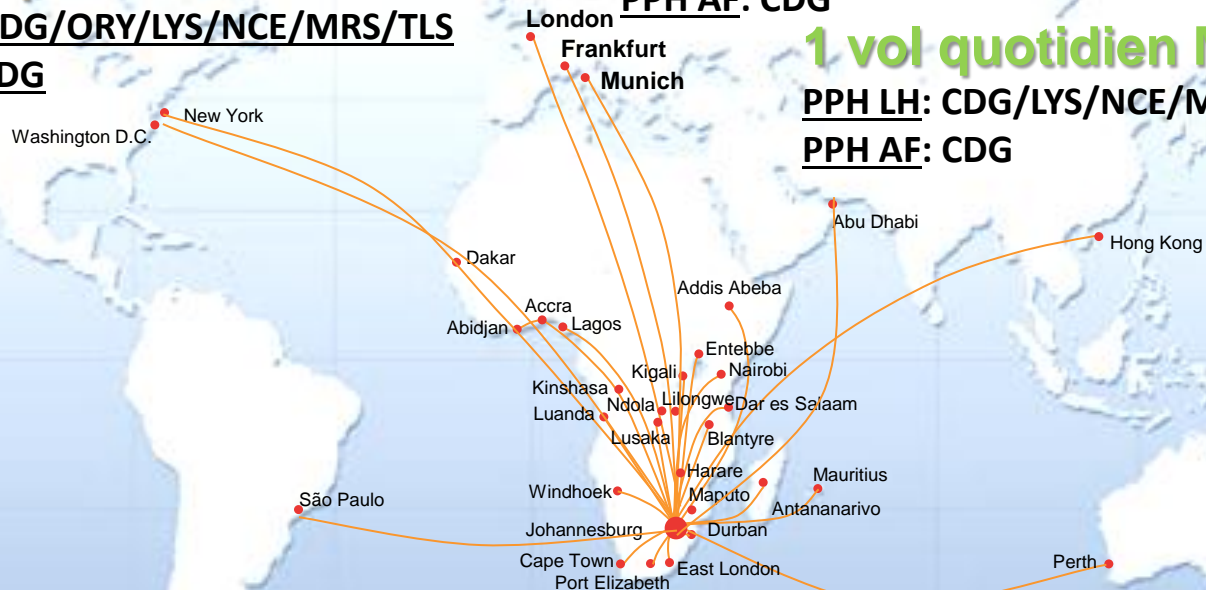 DG/ORY/LYS/NCE/MRS/TLS
DG
PPH AF: CDG
1 vol quotidien
PPH LH: CDG/LYS/NCE/M
PPH AF: CDG
London
Frankfurt
Munich
New York
Washington D.C.
Abu Dhabi
Hong Kong
Dakar
Addis Abeba
Accra
Abidjan
Lagos
Entebbe
Kigali
Nairobi
Kinshasa
Ndola
Lilongwe
Dar es Salaam
Luanda
Lusaka
Blantyre
Harare
Mauritius
Windhoek
Maputo
São Paulo
Antananarivo
Johannesburg
Durban
Cape Town
East London
Perth
Port Elizabeth